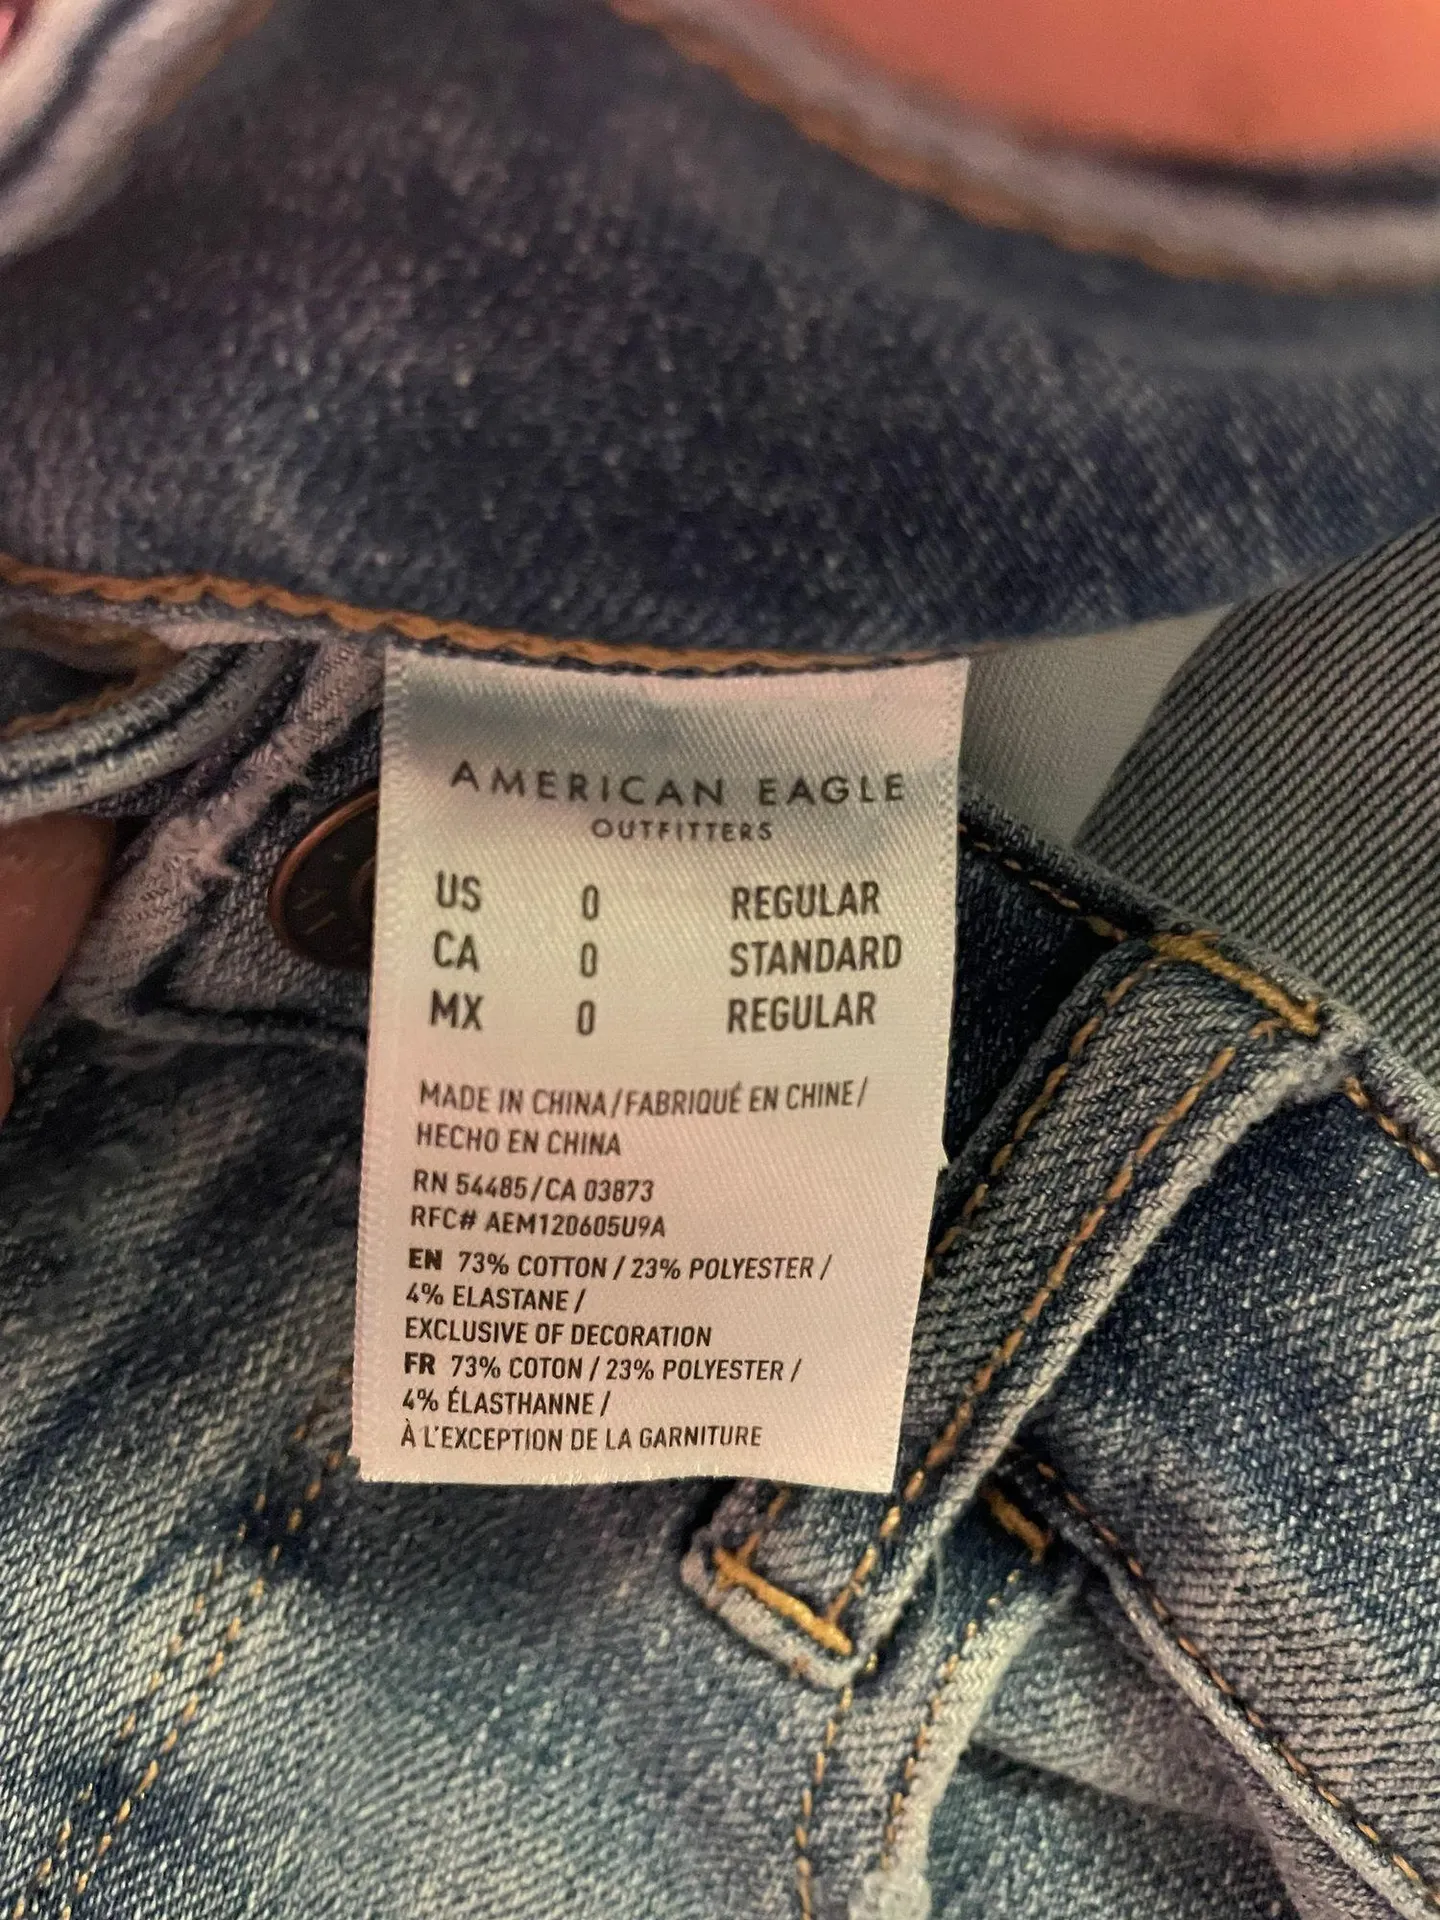 AMERICAN EAGLE
OUTFITTERS
US 0 REGULAR
CA 0 STANDARD
MX 0 REGULAR
MADE IN CHINA/FABRIQUÉ EN CHINE/
HECHO EN CHINA
RN 54485/CA 03873
RFC# AEM120605U9A
EN 73% COTTON / 23% POLYESTER /
4% ELASTANE /
EXCLUSIVE OF DECORATION
FR 73% COTON / 23% POLYESTER /
4% ÉLASTHANNE /
À L'EXCEPTION DE LA GARNITURE